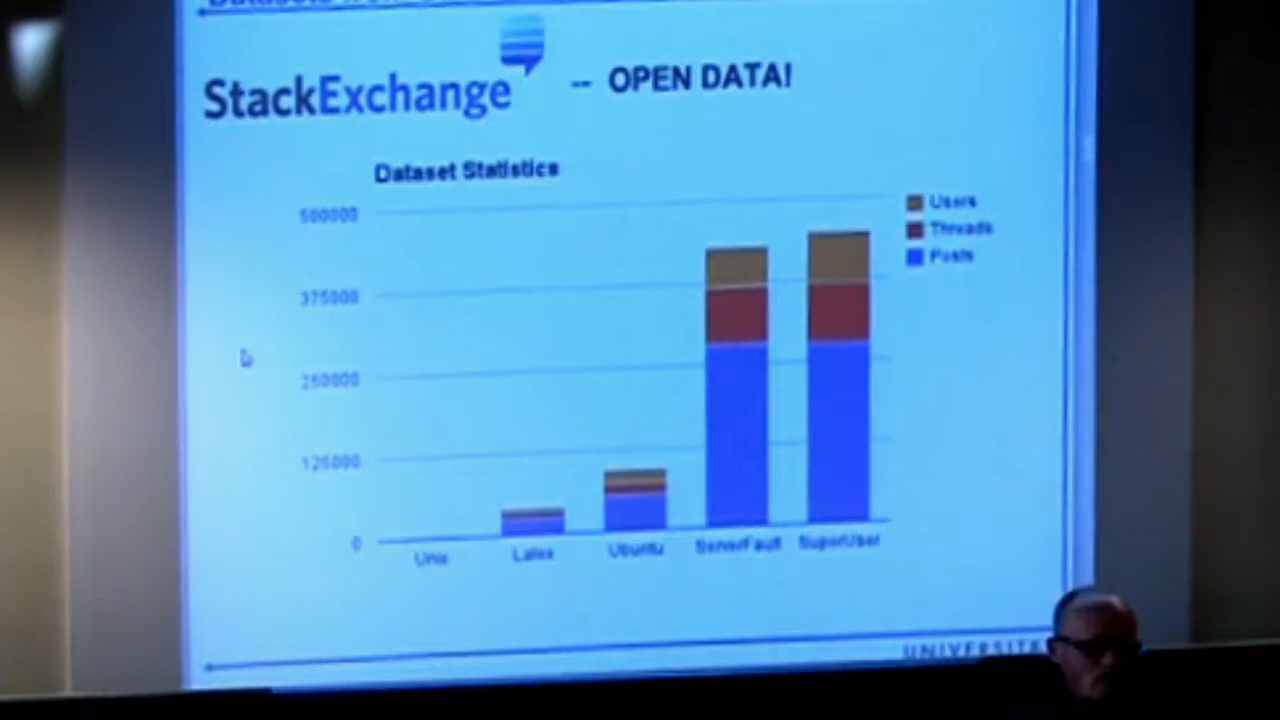 StackExchange -- OPEN DATA!
Dataset Statistics
500000
375000
250000
125000
0
Users
Threads
Posts
Unix
Latex
Ubuntu
ServerFault
SuperUser